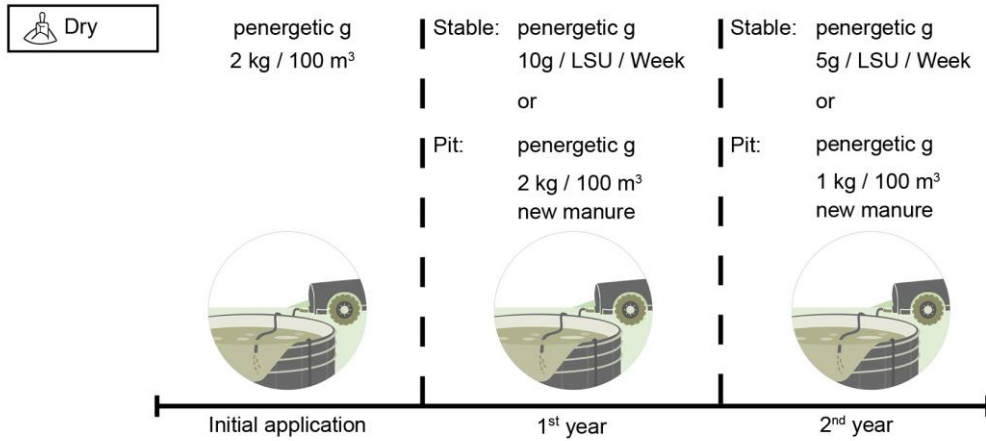 Dry
penergetic g
2 kg / 100 m³
Stable: penergetic g
10g / LSU / Week
or
Pit: penergetic g
2 kg / 100 m³
new manure
Stable: penergetic g
5g / LSU / Week
or
Pit: penergetic g
1 kg / 100 m³
new manure
Initial application
1st year
2nd year